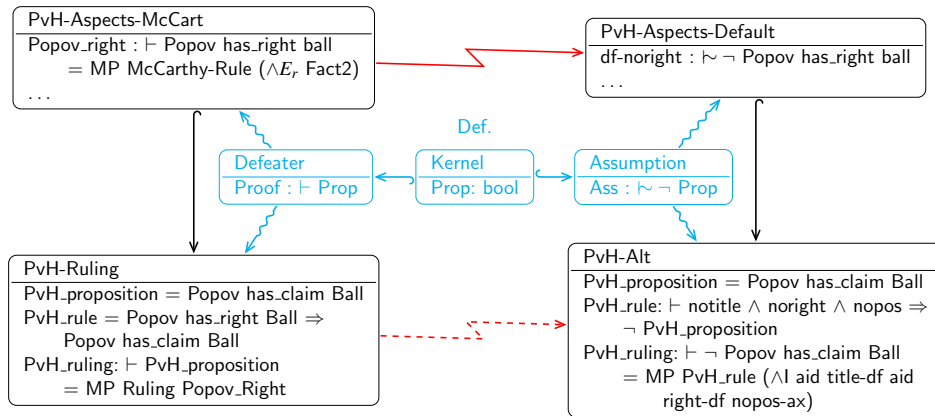 PvH-Aspects-McCart
Popov_right : ⊢ Popov has_right ball
= MP McCarthy-Rule (∧E_r Fact2)
...
PvH-Aspects-Default
df-noright : |∼ ¬ Popov has_right ball
...
Def.
Defeater
Proof : ⊢ Prop
Kernel
Prop: bool
Assumption
Ass : |∼ ¬ Prop
PvH-Ruling
PvH_proposition = Popov has_claim Ball
PvH_rule = Popov has_right Ball ⇒
Popov has_claim Ball
PvH_ruling: ⊢ PvH_proposition
= MP Ruling Popov_Right
PvH-Alt
PvH_proposition = Popov has_claim Ball
PvH_rule: ⊢ notitle ∧ noright ∧ nopos ⇒
¬ PvH_proposition
PvH_ruling: ⊢ ¬ Popov has_claim Ball
= MP PvH_rule (∧I aid title-df aid
right-df nopos-ax)